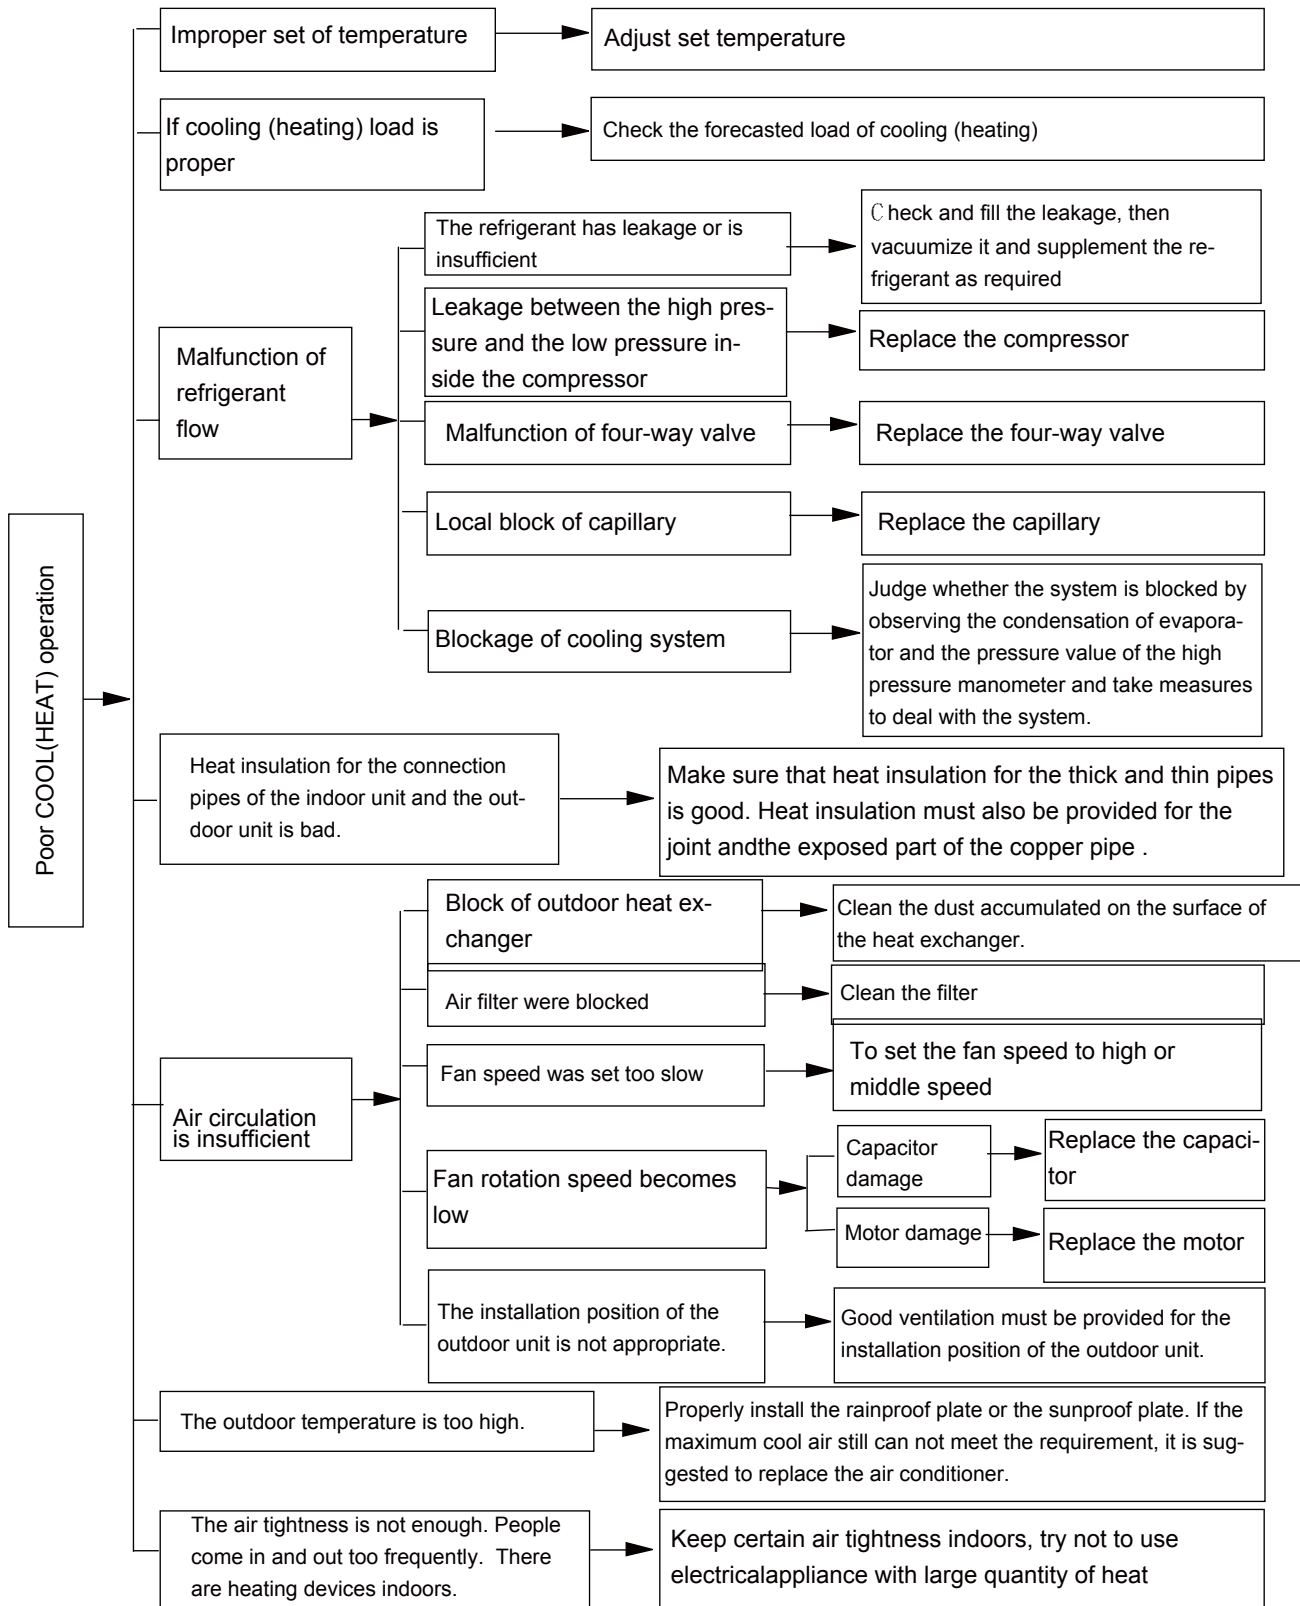 Improper set of temperature
Adjust set temperature
If cooling (heating) load is
proper
Check the forecasted load of cooling (heating)
Malfunction of
refrigerant
flow
The refrigerant has leakage or is
insufficient
Check and fill the leakage, then
vacuumize it and supplement the re-
frigerant as required
Leakage between the high pres-
sure and the low pressure in-
side the compressor
Replace the compressor
Malfunction of four-way valve
Replace the four-way valve
Local block of capillary
Replace the capillary
Blockage of cooling system
Judge whether the system is blocked by
observing the condensation of evapora-
tor and the pressure value of the high
pressure manometer and take measures
to deal with the system.
Poor COOL(HEAT) operation
Heat insulation for the connection
pipes of the indoor unit and the out-
door unit is bad.
Make sure that heat insulation for the thick and thin pipes
is good. Heat insulation must also be provided for the
joint andthe exposed part of the copper pipe .
Air circulation
is insufficient
Block of outdoor heat ex-
changer
Clean the dust accumulated on the surface of
the heat exchanger.
Air filter were blocked
Clean the filter
Fan speed was set too slow
To set the fan speed to high or
middle speed
Fan rotation speed becomes
low
Capacitor
damage
Replace the capaci-
tor
Motor damage
Replace the motor
The installation position of the
outdoor unit is not appropriate.
Good ventilation must be provided for the
installation position of the outdoor unit.
The outdoor temperature is too high.
Properly install the rainproof plate or the sunproof plate. If the
maximum cool air still can not meet the requirement, it is sug-
gested to replace the air conditioner.
The air tightness is not enough. People
come in and out too frequently. There
are heating devices indoors.
Keep certain air tightness indoors, try not to use
electricalappliance with large quantity of heat